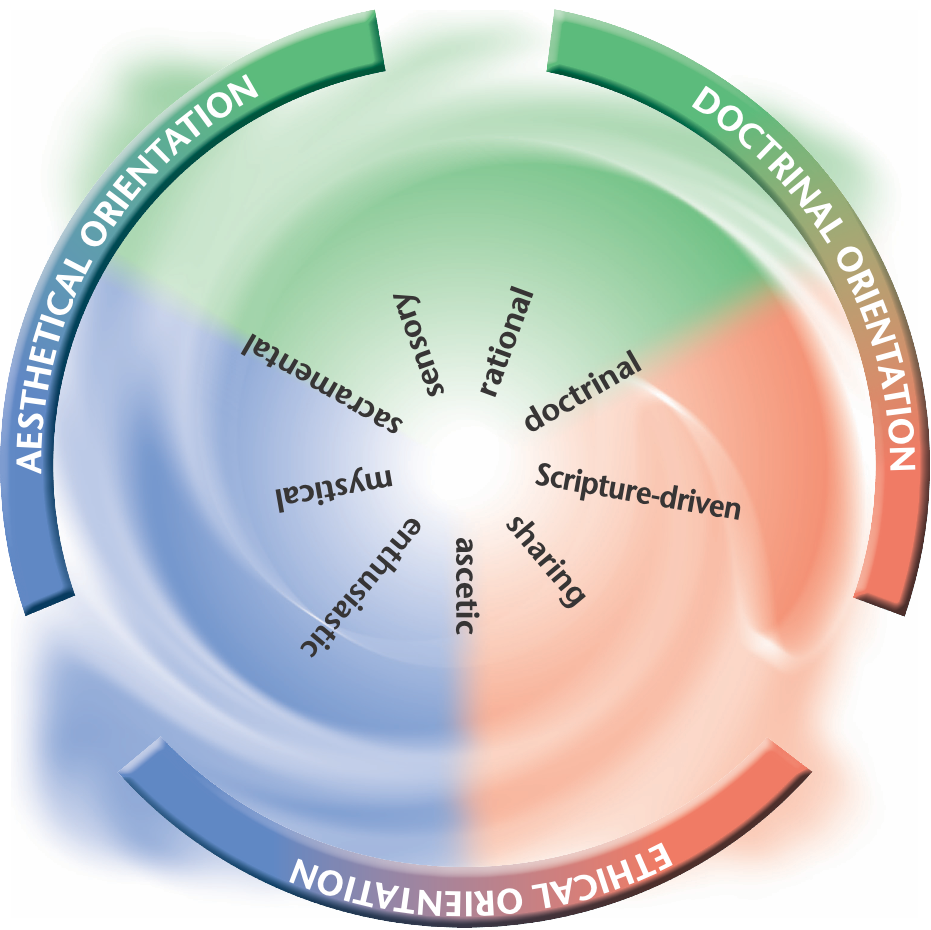 AESTHETICAL ORIENTATION
DOCTRINAL ORIENTATION
sensory
rational
sacramental
doctrinal
mystical
Scripture-driven
enthusiastic
ascetic
sharing
ETHICAL ORIENTATION